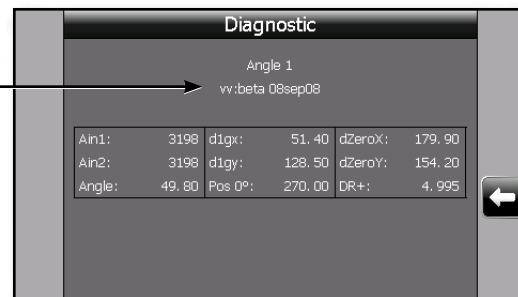 Diagnostic
Angle 1
vv:beta 08sep08
Ain1: 3198 d1gx: 51.40 dZeroX: 179.90
Ain2: 3198 d1gy: 128.50 dZeroY: 154.20
Angle: 49.80 Pos 0º: 270.00 DR+: 4.995